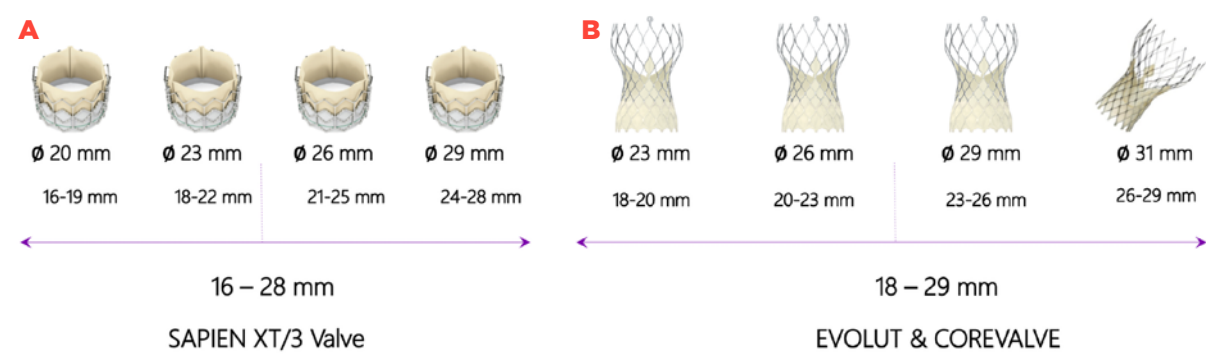 A
B
Ø 20 mm
Ø 23 mm
Ø 26 mm
Ø 29 mm
16-19 mm
18-22 mm
21-25 mm
24-28 mm
16 – 28 mm
SAPIEN XT/3 Valve
Ø 23 mm
Ø 26 mm
Ø 29 mm
Ø 31 mm
18-20 mm
20-23 mm
23-26 mm
26-29 mm
18 – 29 mm
EVOLUT & COREVALVE